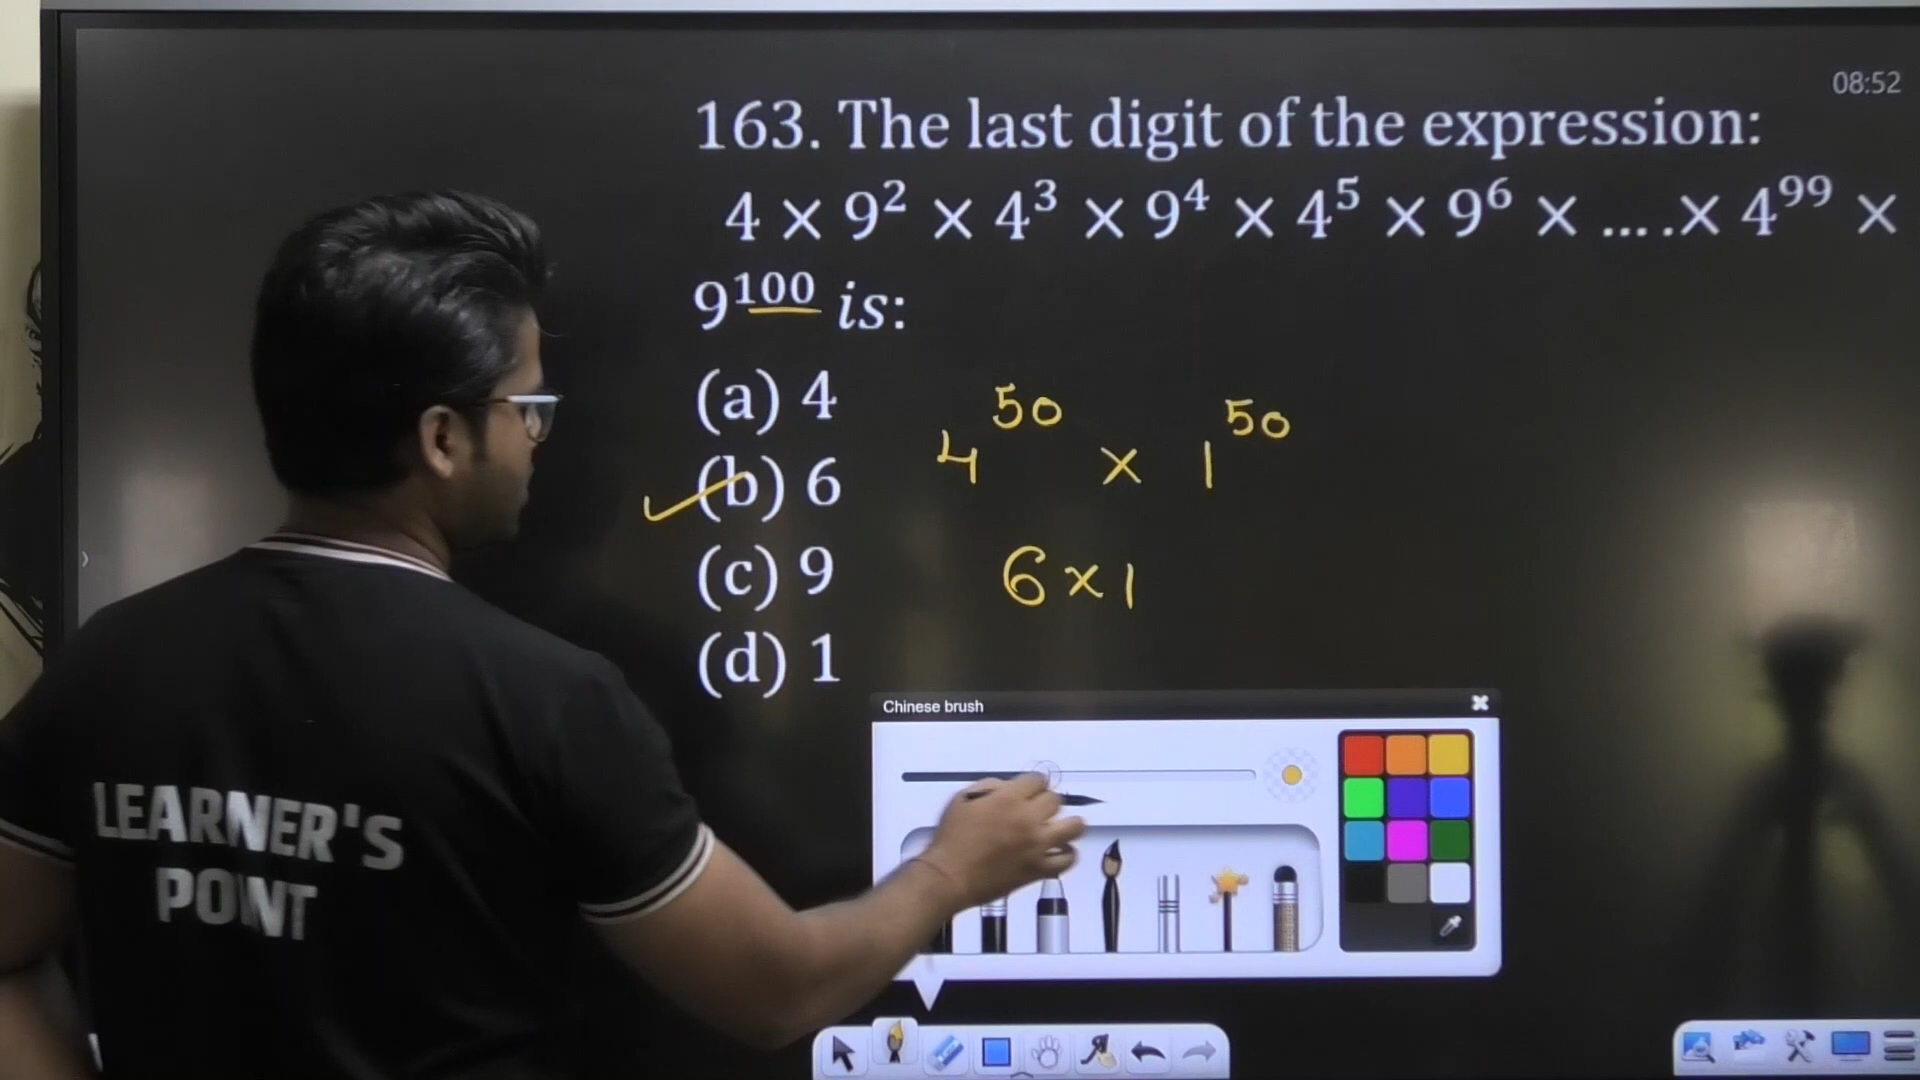 08:52
163. The last digit of the expression:
4 × 9² × 4³ × 9⁴ × 4⁵ × 9⁶ × ....× 4⁹⁹ ×
9¹⁰⁰ is:
(a) 4
(b) 6
(c) 9
(d) 1
4⁵⁰ × 1⁵⁰
6 × 1
Chinese brush
LEARNER'S
POINT